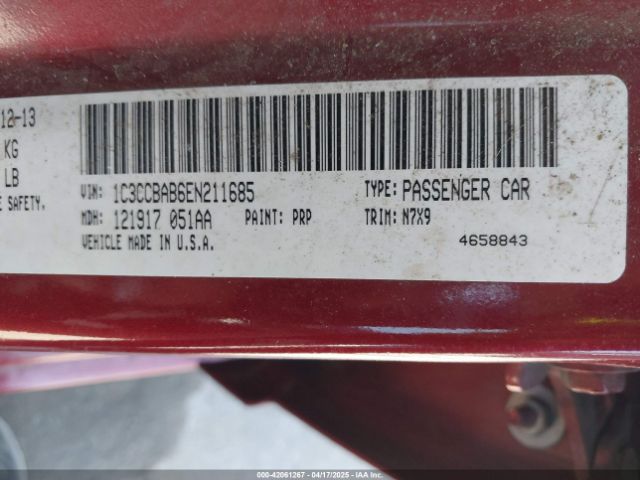 12-13
KG
LB
E SAFETY.
VIN: 1C3CCBAB6EN211685 TYPE: PASSENGER CAR
MDH: 121917 051AA PAINT: PRP TRIM: N7X9
VEHICLE MADE IN U.S.A. 4658843
000-42061267 - 04/17/2025 - IAA Inc.